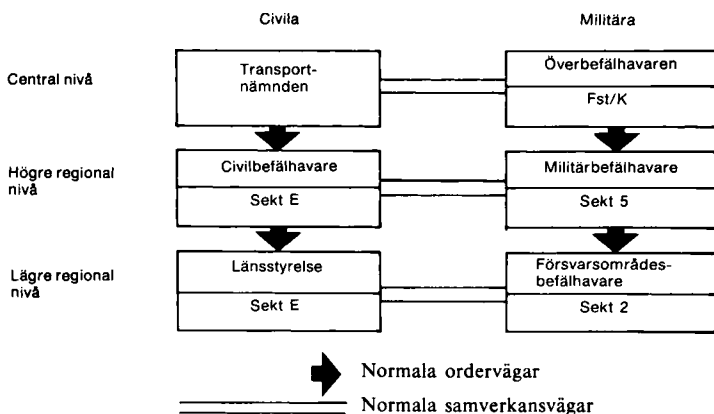 Civila
Militära
Central nivå
Transport-
nämnden
Överbefälhavaren
Fst/K
Högre regional
nivå
Civilbefälhavare
Sekt E
Militärbefälhavare
Sekt 5
Lägre regional
nivå
Länsstyrelse
Sekt E
Försvarsområdes-
befälhavare
Sekt 2
Normala ordervägar
Normala samverkansvägar